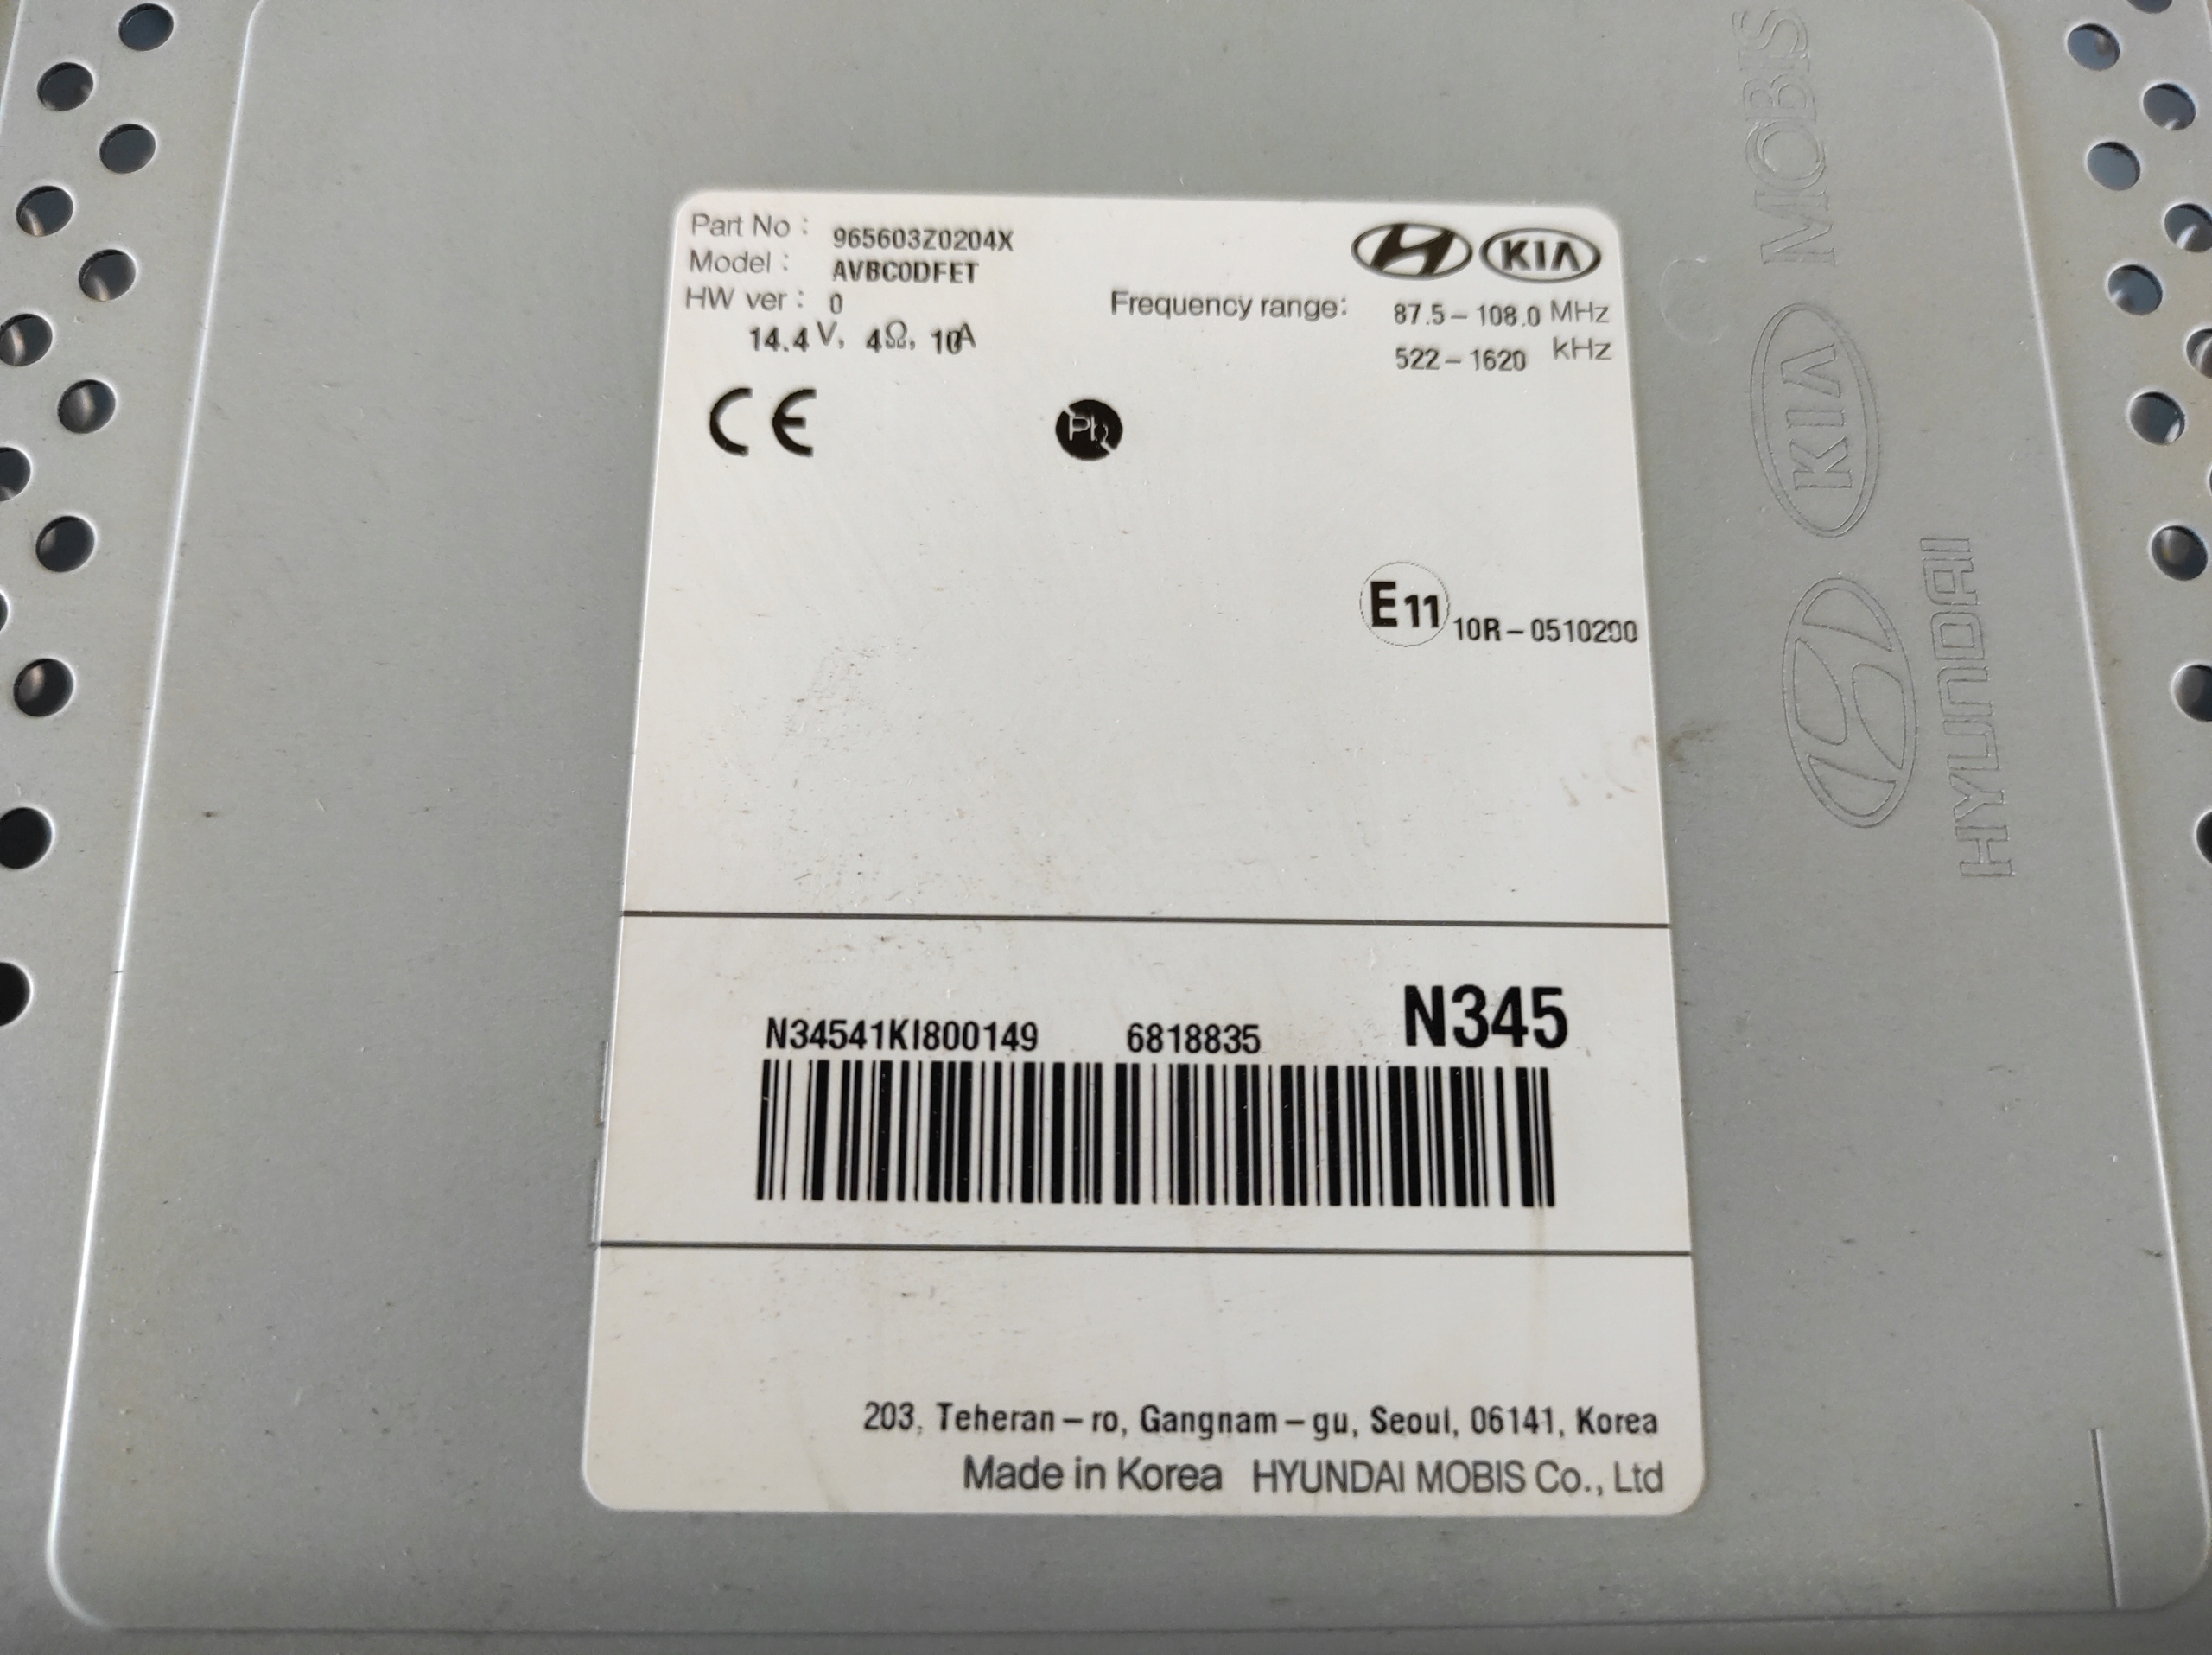 Part No : 965603Z0204X
Model : AVBC0DFET
HW ver : 0
14.4 V, 4Ω, 10A
KIA
Frequency range: 87.5 – 108.0 MHz
522 – 1620 kHz
CE
Pb
E11 10R – 0510200
N34541KI800149 6818835 N345
203, Teheran – ro, Gangnam – gu, Seoul, 06141, Korea
Made in Korea HYUNDAI MOBIS Co., Ltd
HYUNDAI
KIA MOBIS